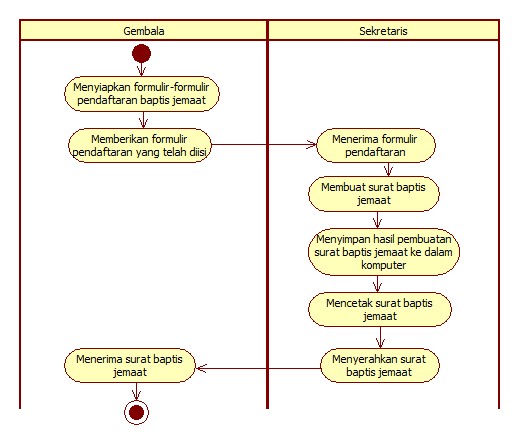 Gembala
Sekretaris
Menyiapkan formulir-formulir
pendaftaran baptis jemaat
Memberikan formulir
pendaftaran yang telah diisi
Menerima formulir
pendaftaran
Membuat surat baptis
jemaat
Menyimpan hasil pembuatan
surat baptis jemaat ke dalam
komputer
Mencetak surat baptis
jemaat
Menyerahkan surat
baptis jemaat
Menerima surat baptis
jemaat